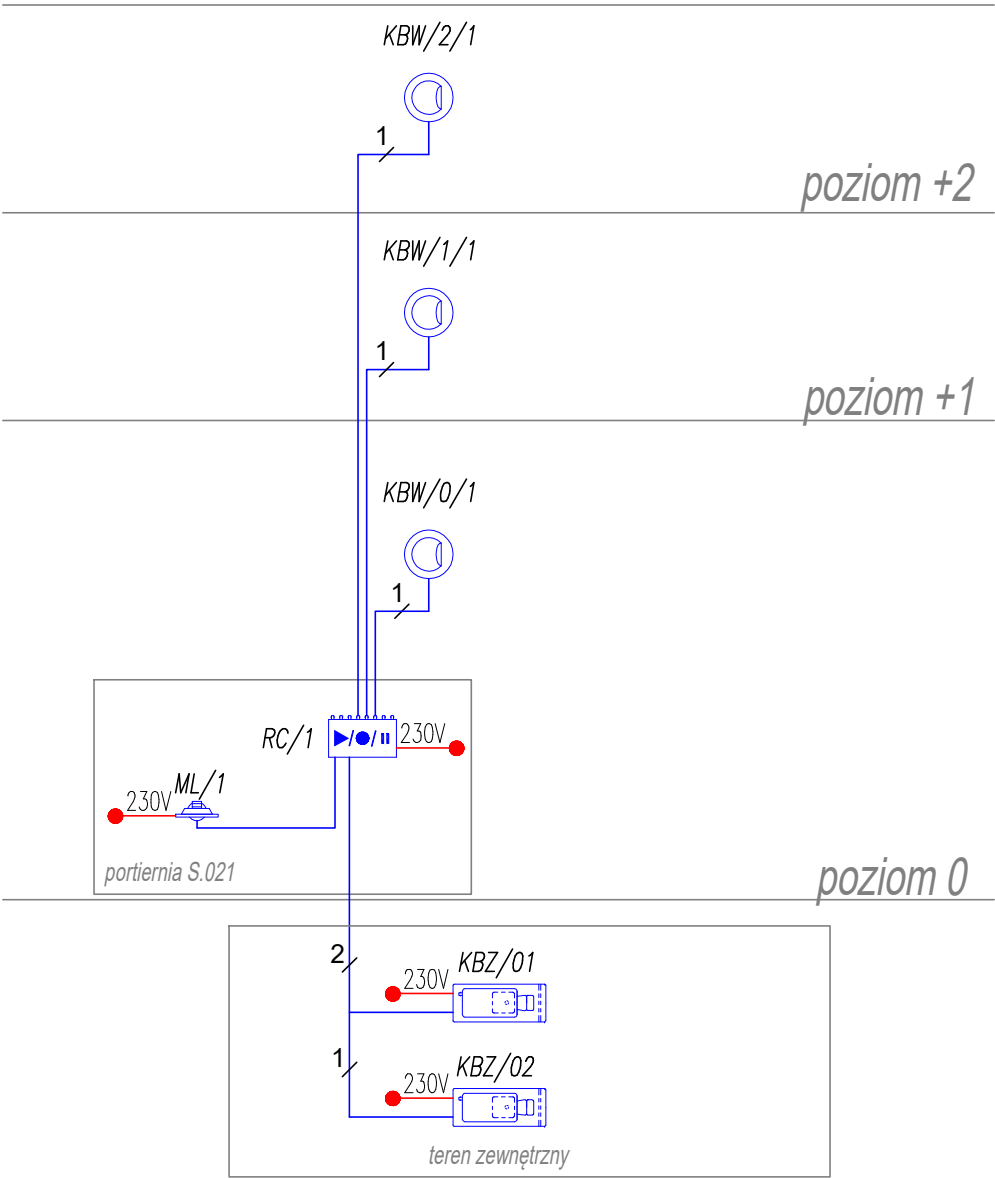 KBW/2/1
1
poziom +2
KBW/1/1
1
poziom +1
KBW/0/1
1
RC/1
230V
ML/1
230V
portiernia S.021
poziom 0
2
KBZ/01
230V
1
KBZ/02
230V
teren zewnętrzny